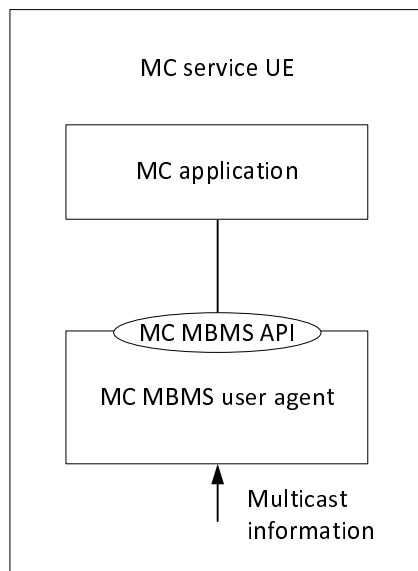 MC service UE
MC application
MC MBMS API
MC MBMS user agent
Multicast
information